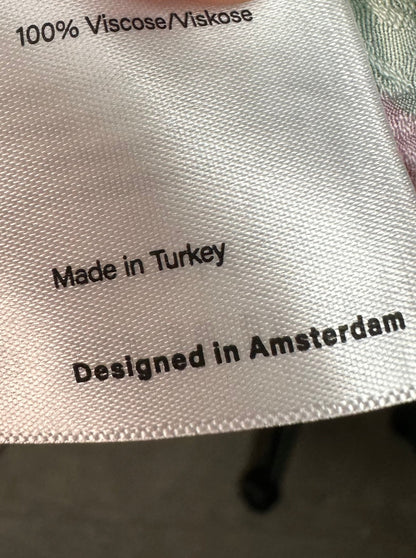 100% Viscose/Viskose
Made in Turkey
Designed in Amsterdam